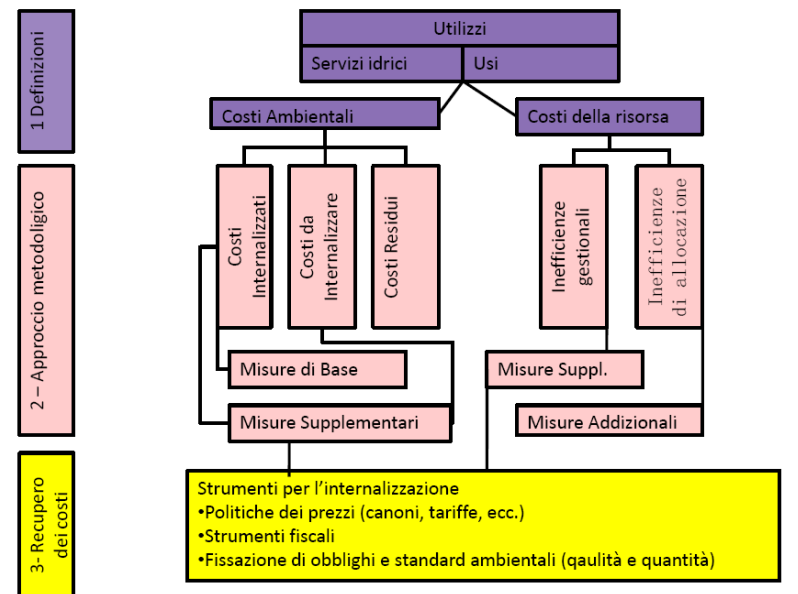 1 Definizioni
Utilizzi
Servizi idrici
Usi
Costi Ambientali
Costi della risorsa
2 – Approccio metodoligico
Costi
Internalizzati
Costi da
Internalizzare
Costi Residui
Inefficienze
gestionali
Inefficienze
di allocazione
Misure di Base
Misure Suppl.
Misure Supplementari
Misure Addizionali
3- Recupero
dei costi
Strumenti per l’internalizzazione
•Politiche dei prezzi (canoni, tariffe, ecc.)
•Strumenti fiscali
•Fissazione di obblighi e standard ambientali (qaulità e quantità)